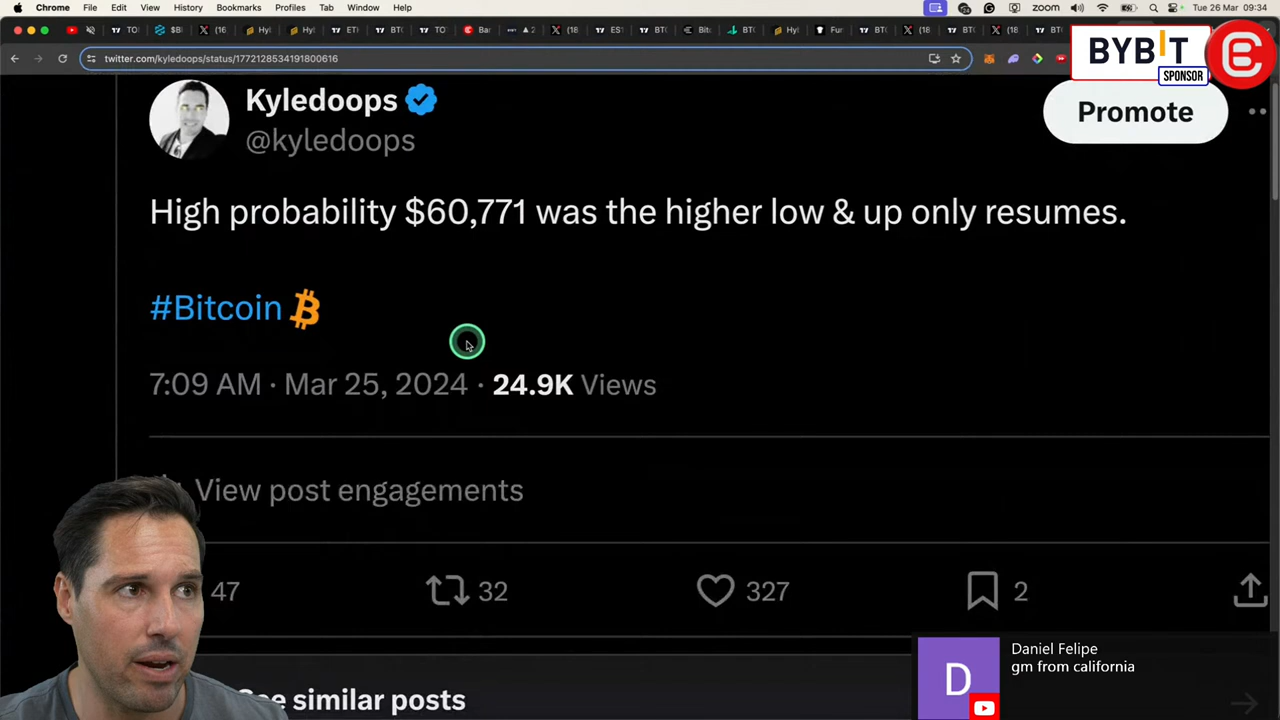 Chrome File Edit View History Bookmarks Profiles Tab Window Help zoom Tue 26 Mar 09:34
twitter.com/kyledoops/status/1772128534191800616
BYBIT
SPONSOR
Kyledoops
@kyledoops
Promote
High probability $60,771 was the higher low & up only resumes.
#Bitcoin
7:09 AM · Mar 25, 2024 · 24.9K Views
View post engagements
47 32 327 2
See similar posts
Daniel Felipe
D gm from california